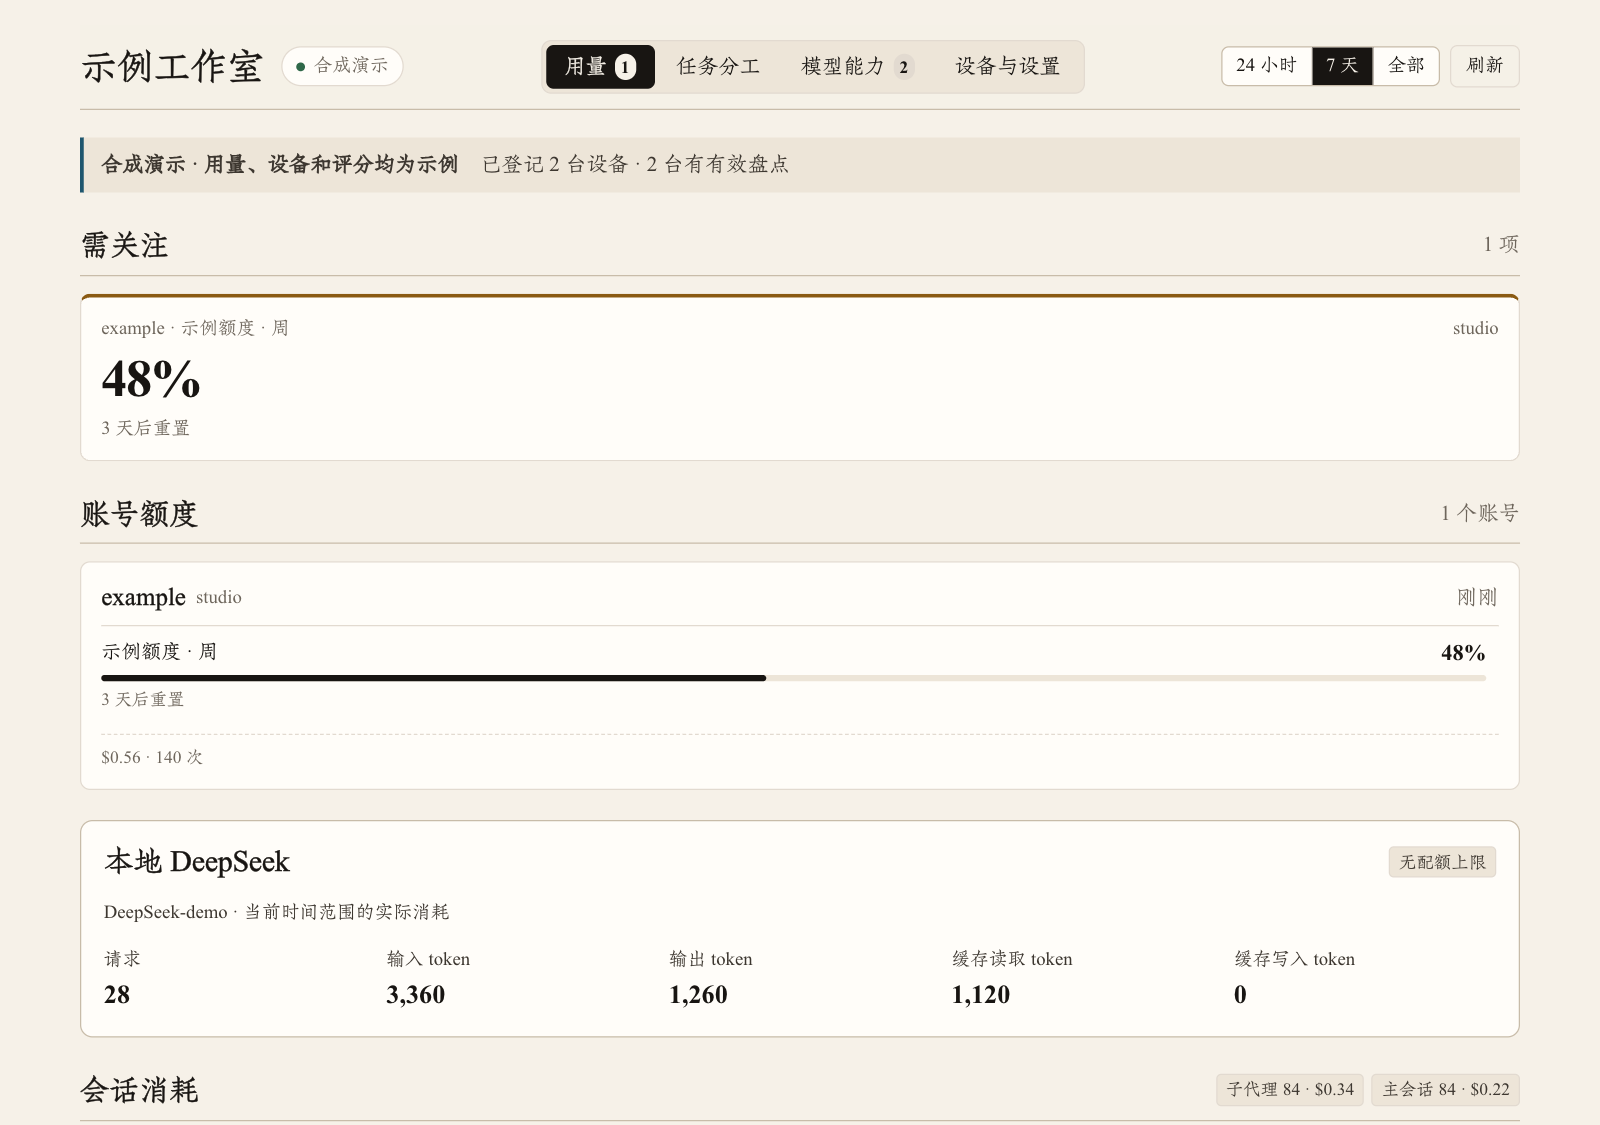 示例工作室 合成演示 用量 1 任务分工 模型能力 2 设备与设置 24 小时 7 天 全部 刷新
合成演示 · 用量、设备和评分均为示例 已登记 2 台设备 · 2 台有有效盘点
需关注 1 项
example · 示例额度 · 周 studio
48%
3 天后重置
账号额度 1 个账号
example studio 刚刚
示例额度 · 周 48%
3 天后重置
$0.56 · 140 次
本地 DeepSeek 无配额上限
DeepSeek-demo · 当前时间范围的实际消耗
请求 输入 token 输出 token 缓存读取 token 缓存写入 token
28 3,360 1,260 1,120 0
会话消耗 子代理 84 · $0.34 主会话 84 · $0.22